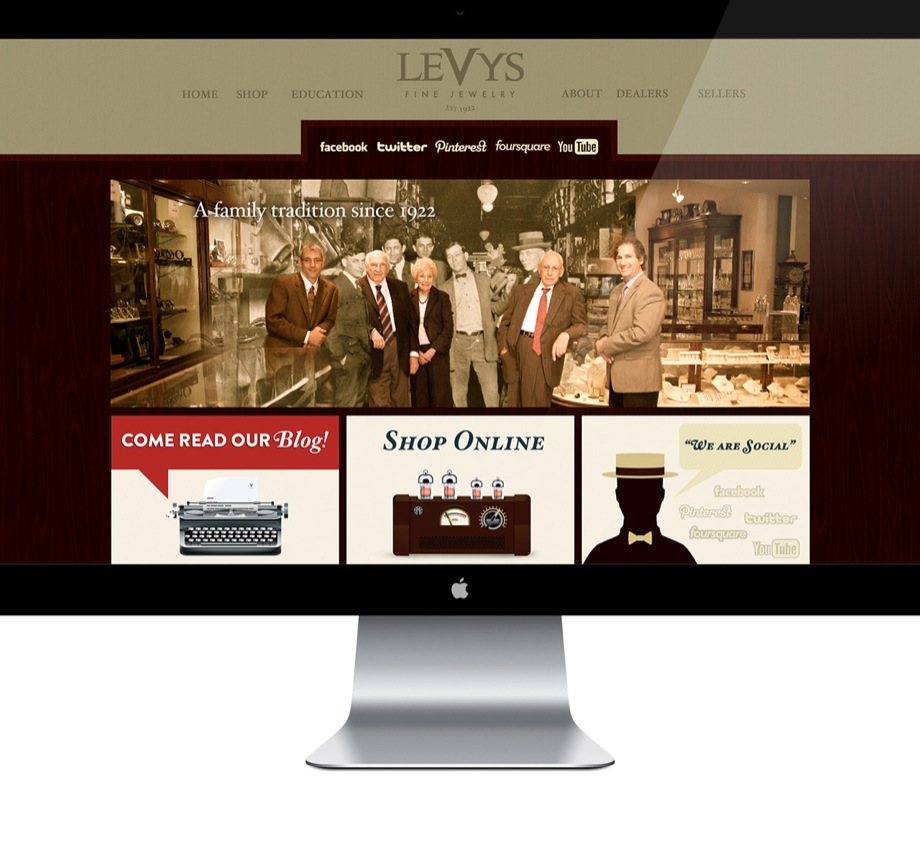 LEVYS
FINE JEWELRY
EST 1922
HOME SHOP EDUCATION ABOUT DEALERS SELLERS
facebook twitter Pinterest foursquare YouTube
A family tradition since 1922
COME READ OUR Blog!
SHOP ONLINE
“WE ARE SOCIAL”
facebook
Pinterest
twitter
foursquare
YouTube